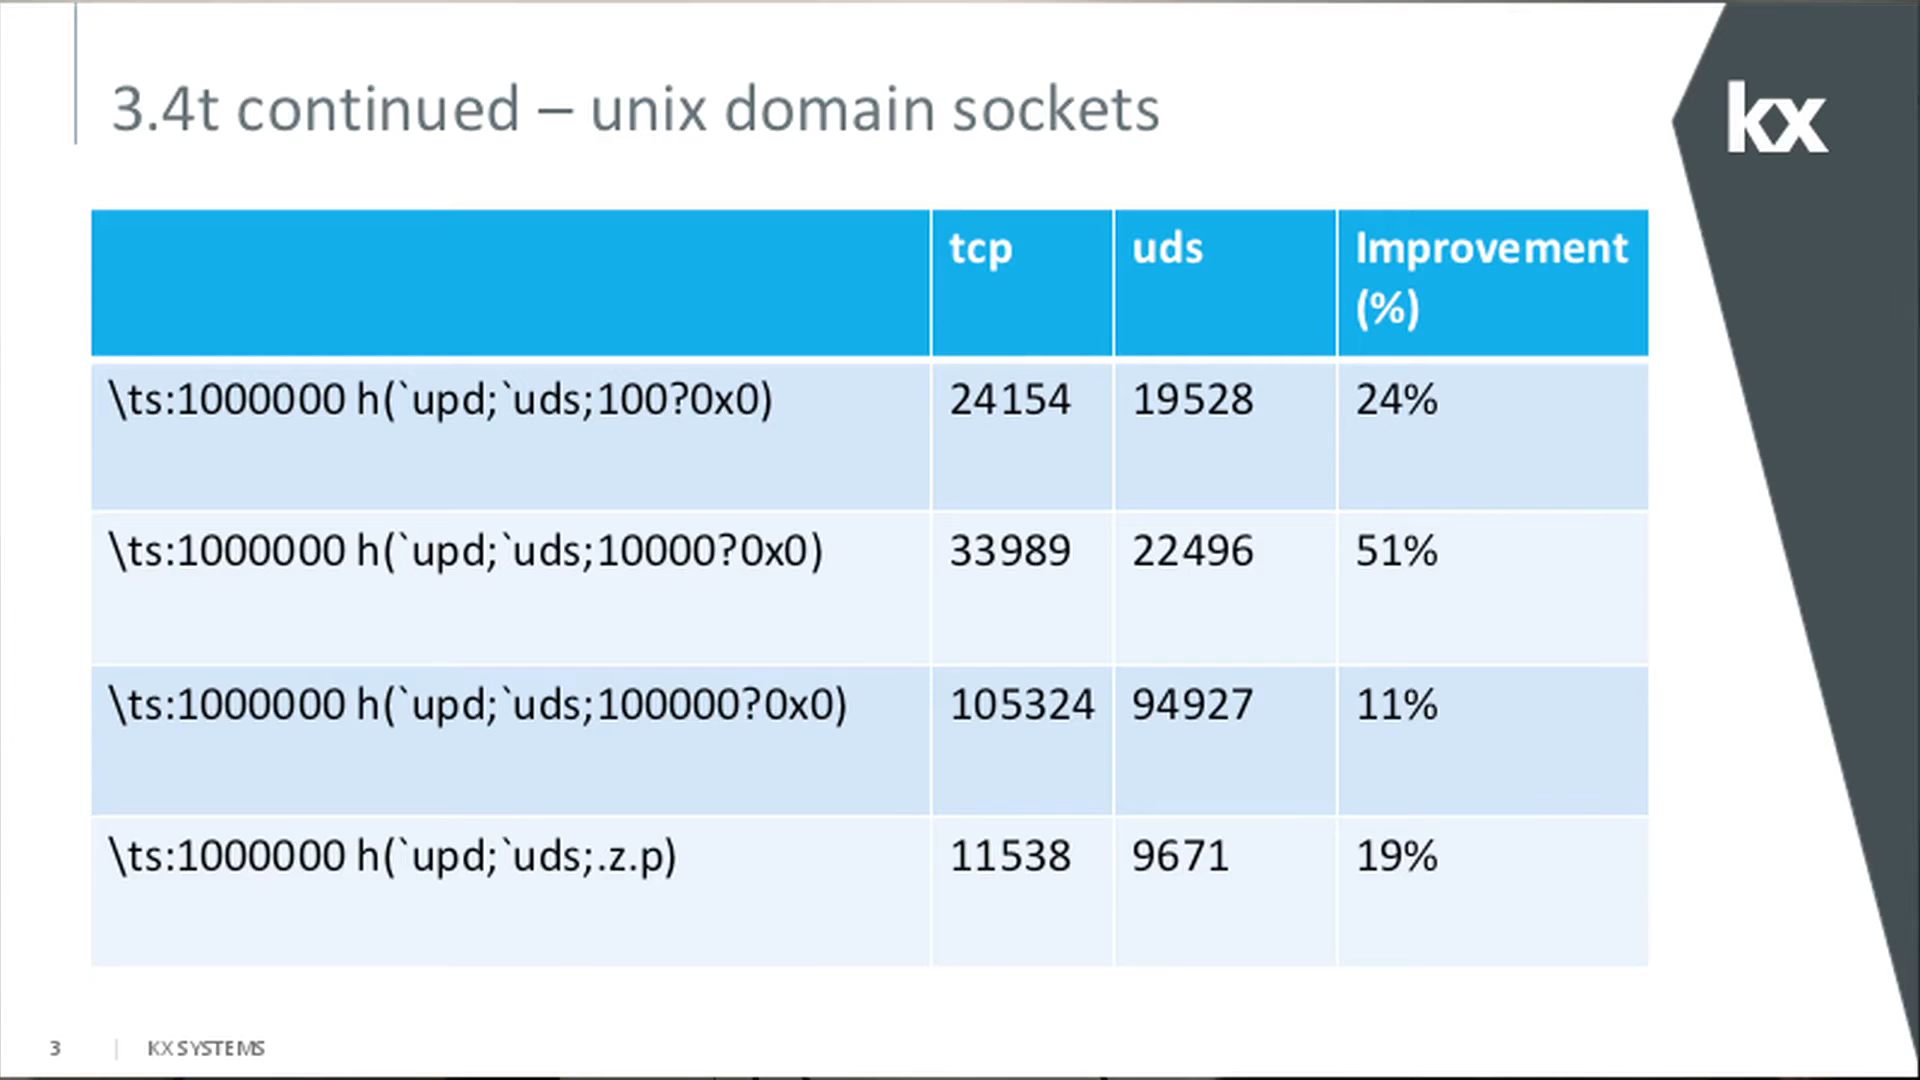 3.4t continued – unix domain sockets
kx
tcp uds Improvement
(%)
\ts:1000000 h(`upd;`uds;100?0x0) 24154 19528 24%
\ts:1000000 h(`upd;`uds;10000?0x0) 33989 22496 51%
\ts:1000000 h(`upd;`uds;100000?0x0) 105324 94927 11%
\ts:1000000 h(`upd;`uds;.z.p) 11538 9671 19%
3 | KX SYSTEMS